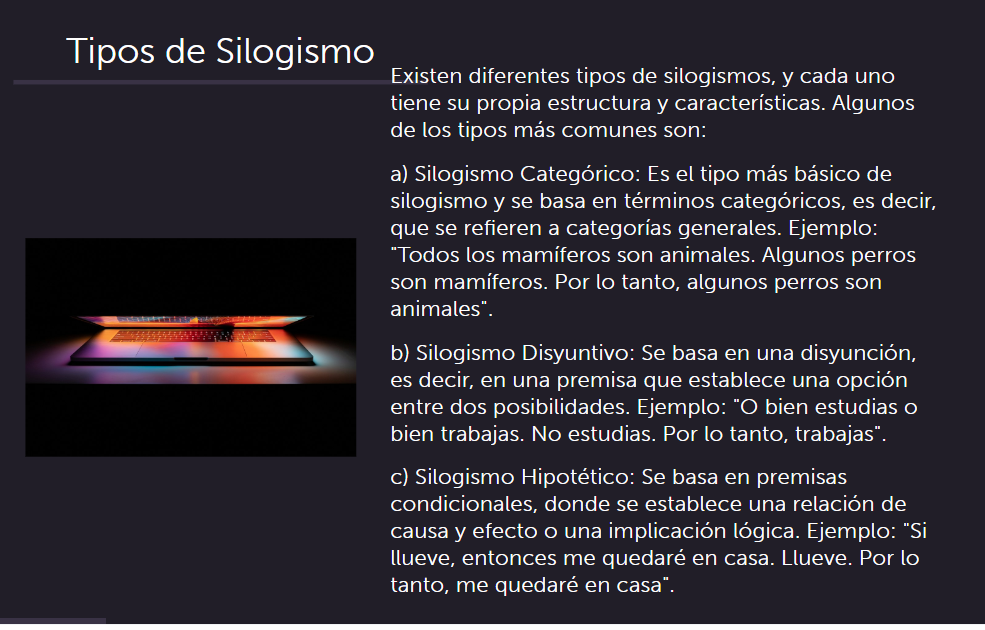 Tipos de Silogismo
Existen diferentes tipos de silogismos, y cada uno
tiene su propia estructura y características. Algunos
de los tipos más comunes son:
a) Silogismo Categórico: Es el tipo más básico de
silogismo y se basa en términos categóricos, es decir,
que se refieren a categorías generales. Ejemplo:
"Todos los mamíferos son animales. Algunos perros
son mamíferos. Por lo tanto, algunos perros son
animales".
b) Silogismo Disyuntivo: Se basa en una disyunción,
es decir, en una premisa que establece una opción
entre dos posibilidades. Ejemplo: "O bien estudias o
bien trabajas. No estudias. Por lo tanto, trabajas".
c) Silogismo Hipotético: Se basa en premisas
condicionales, donde se establece una relación de
causa y efecto o una implicación lógica. Ejemplo: "Si
llueve, entonces me quedaré en casa. Llueve. Por lo
tanto, me quedaré en casa".